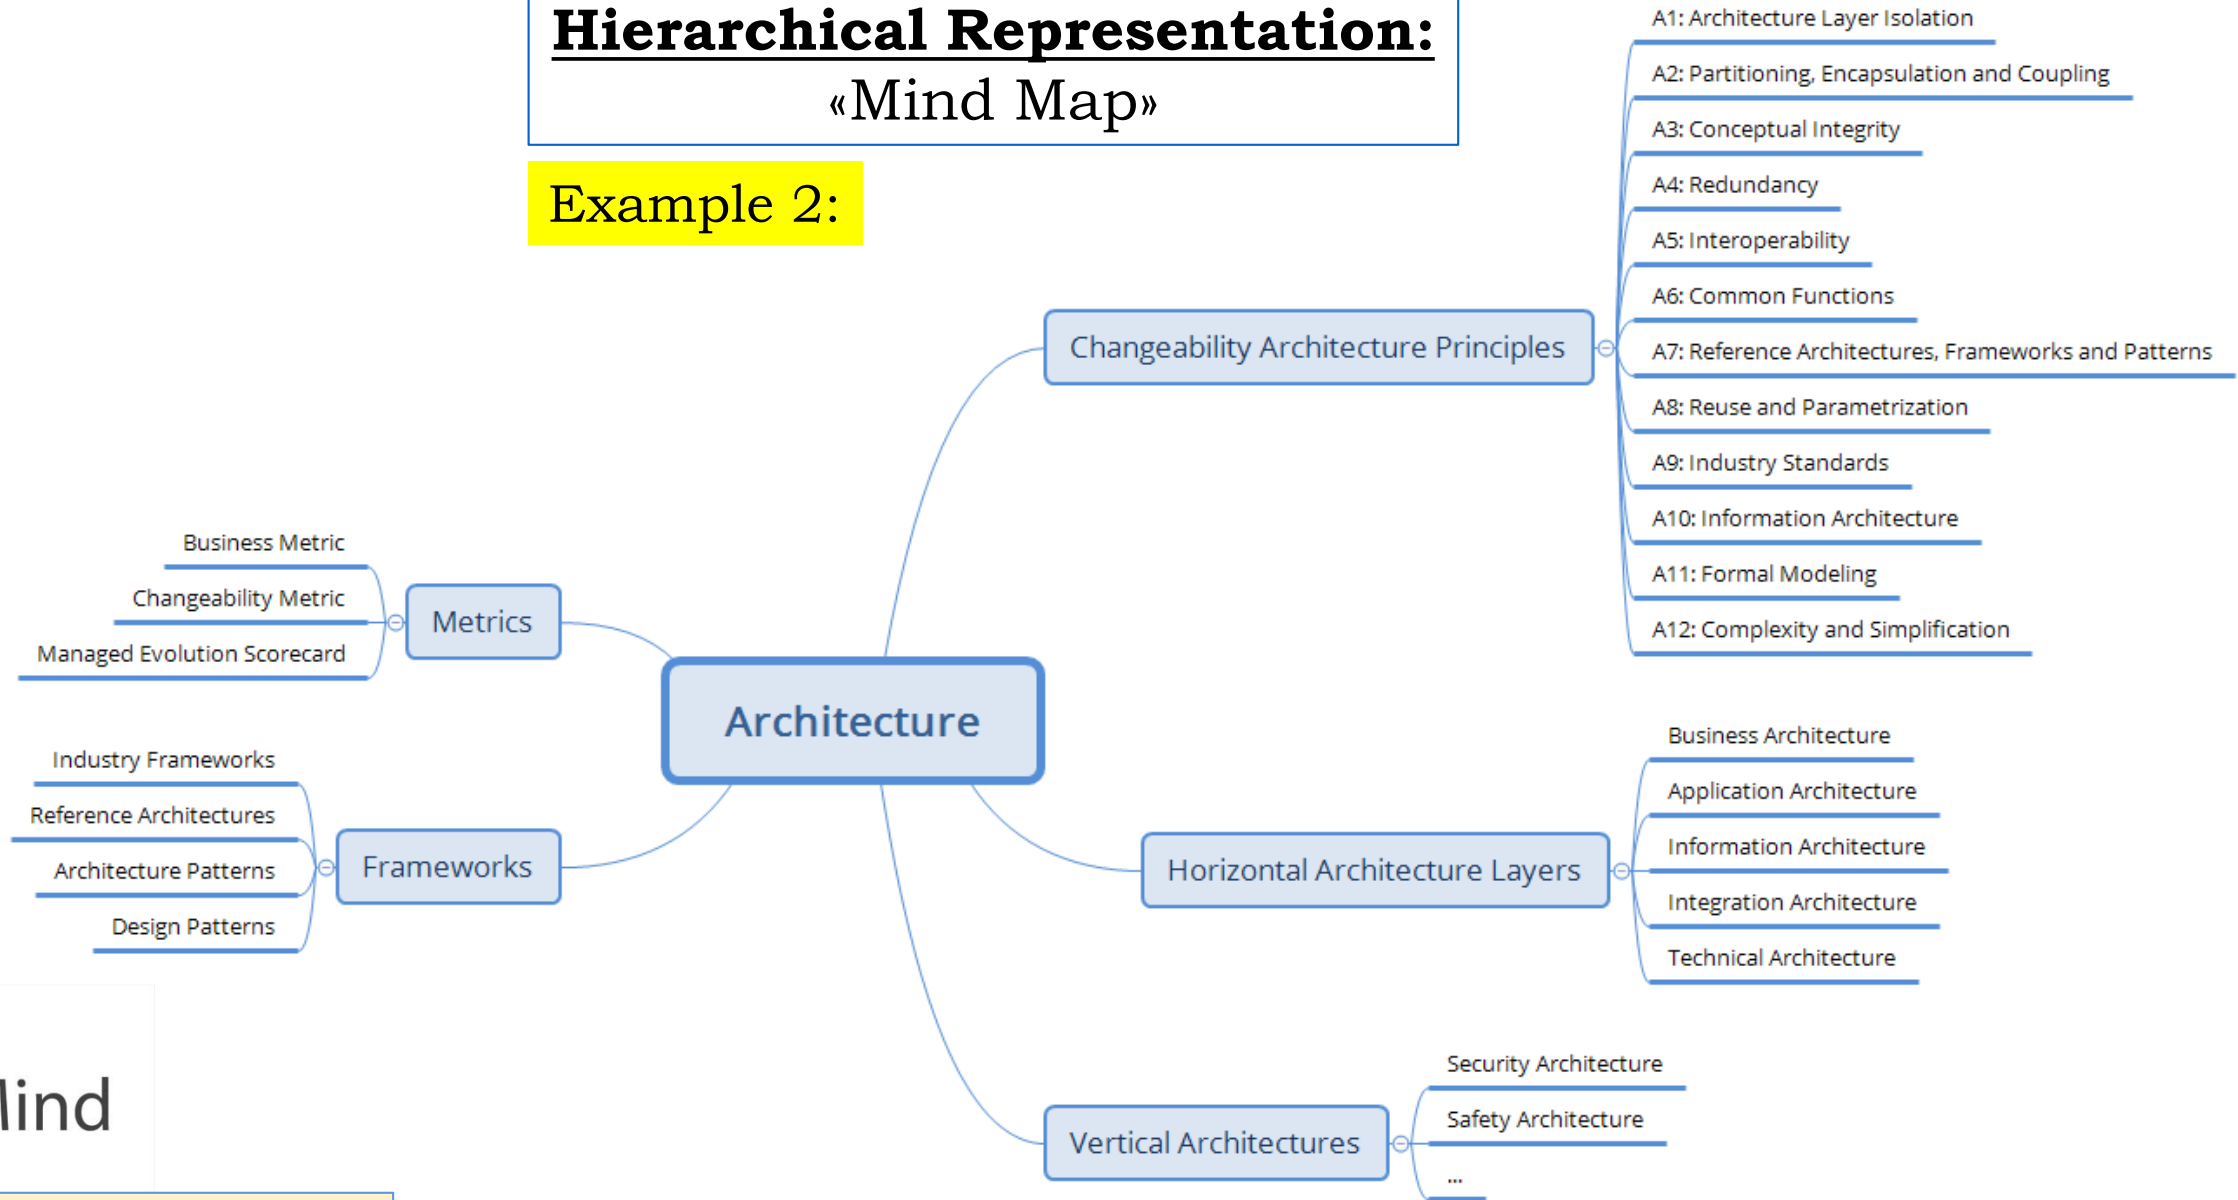 Hierarchical Representation:
«Mind Map»
Example 2:
A1: Architecture Layer Isolation
A2: Partitioning, Encapsulation and Coupling
A3: Conceptual Integrity
A4: Redundancy
A5: Interoperability
A6: Common Functions
Changeability Architecture Principles
A7: Reference Architectures, Frameworks and Patterns
A8: Reuse and Parametrization
A9: Industry Standards
A10: Information Architecture
A11: Formal Modeling
A12: Complexity and Simplification
Business Metric
Changeability Metric
Managed Evolution Scorecard
Metrics
Architecture
Industry Frameworks
Reference Architectures
Architecture Patterns
Design Patterns
Frameworks
Horizontal Architecture Layers
Business Architecture
Application Architecture
Information Architecture
Integration Architecture
Technical Architecture
Vertical Architectures
Security Architecture
Safety Architecture
...